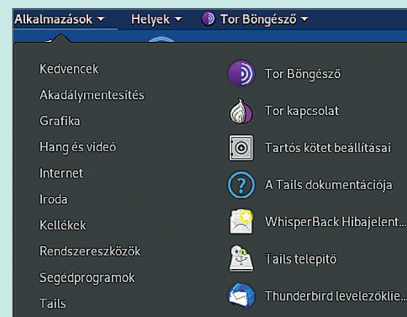 Alkalmazások Helyek Tor Böngésző
Kedvencek
Akadálymentesítés
Grafika
Hang és videó
Internet
Iroda
Kellékek
Rendszereszközök
Segédprogramok
Tails
Tor Böngésző
Tor kapcsolat
Tartós kötet beállításai
A Tails dokumentációja
WhisperBack Hibajelent...
Tails telepítő
Thunderbird levelezőklie...